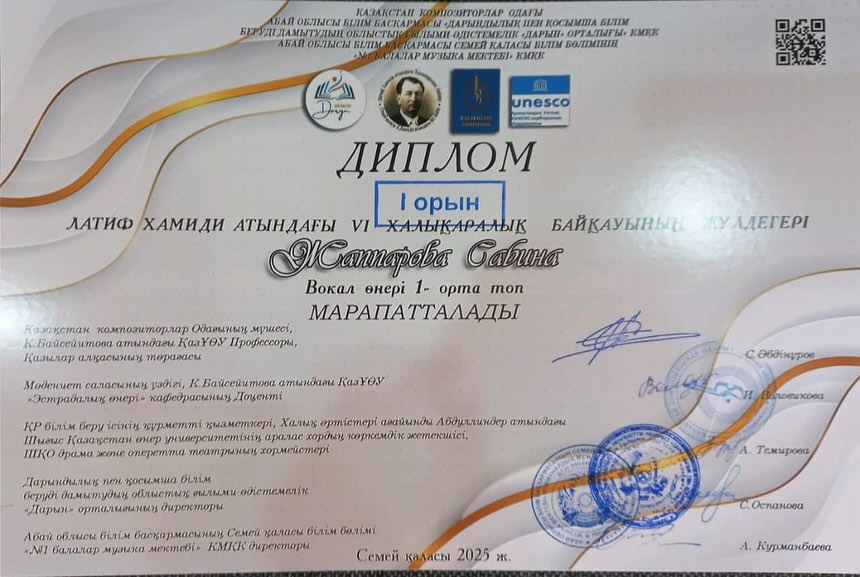 ҚАЗАҚСТАН КОМПОЗИТОРЛАР ОДАҒЫ
АБАЙ ОБЛЫСЫ БІЛІМ БАСҚАРМАСЫ «ДАРЫНДЫЛЫҚ ПЕН ҚОСЫМША БІЛІМ
БЕРУДІ ДАМЫТУДЫҢ ОБЛЫСТЫҚ ҒЫЛЫМИ ӘДІСТЕМЕЛІК «ДАРЫН» ОРТАЛЫҒЫ» КМҚК
АБАЙ ОБЛЫСЫ БІЛІМ БАСҚАРМАСЫ СЕМЕЙ ҚАЛАСЫ БІЛІМ БӨЛІМІНІҢ
«№1 БАЛАЛАР МУЗЫКА МЕКТЕБІ» КМҚК
Daryn
unesco
ДИПЛОМ
І орын
ЛАТИФ ХАМИДИ АТЫНДАҒЫ VI ХАЛЫҚАРАЛЫҚ БАЙҚАУЫНЫҢ ЖҮЛДЕГЕРІ
Жаппарова Сабина
Вокал өнері 1- орта топ
МАРАПАТТАЛАДЫ
Қазақстан композиторлар Одағының мүшесі,
К.Байсейітова атындағы ҚазҰӨУ Профессоры,
Қазылар алқасының төрағасы
С.Әбдінұров
Мәдениет саласының үздігі, К.Байсейітова атындағы ҚазҰӨУ
«Эстрадалық өнері» кафедрасының Доценті
И. Воловикова
ҚР білім беру ісінің құрметті қызметкері, Халық әртістері ағайынды Абдуллиндер атындағы
Шығыс Қазақстан өнер университетінің аралас хордың көркемдік жетекшісі,
ШҚО драма және оперетта театрының хормейстері
А. Темирова
Дарындылық пен қосымша білім
беруді дамытудың облыстық ғылыми-әдістемелік
«Дарын» орталығының директоры
С.Оспанова
Абай облысы білім басқармасының Семей қаласы білім бөлімі
«№1 балалар музыка мектебі» КМҚК директоры
А. Курманбаева
Семей қаласы 2025 ж.